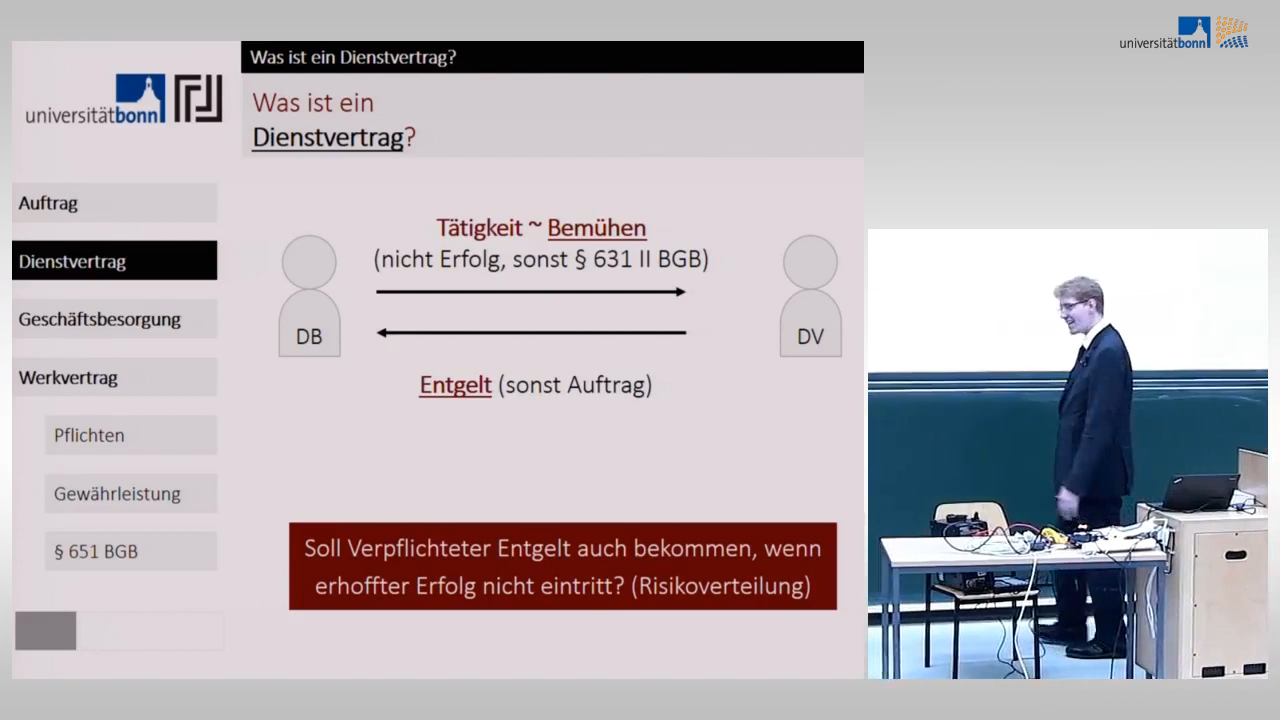 universitätbonn
Was ist ein Dienstvertrag?
universitätbonn
Was ist ein
Dienstvertrag?
Auftrag
Dienstvertrag
Geschäftsbesorgung
Werkvertrag
Pflichten
Gewährleistung
§ 651 BGB
Tätigkeit ~ Bemühen
(nicht Erfolg, sonst § 631 II BGB)
DB
DV
Entgelt (sonst Auftrag)
Soll Verpflichteter Entgelt auch bekommen, wenn
erhoffter Erfolg nicht eintritt? (Risikoverteilung)